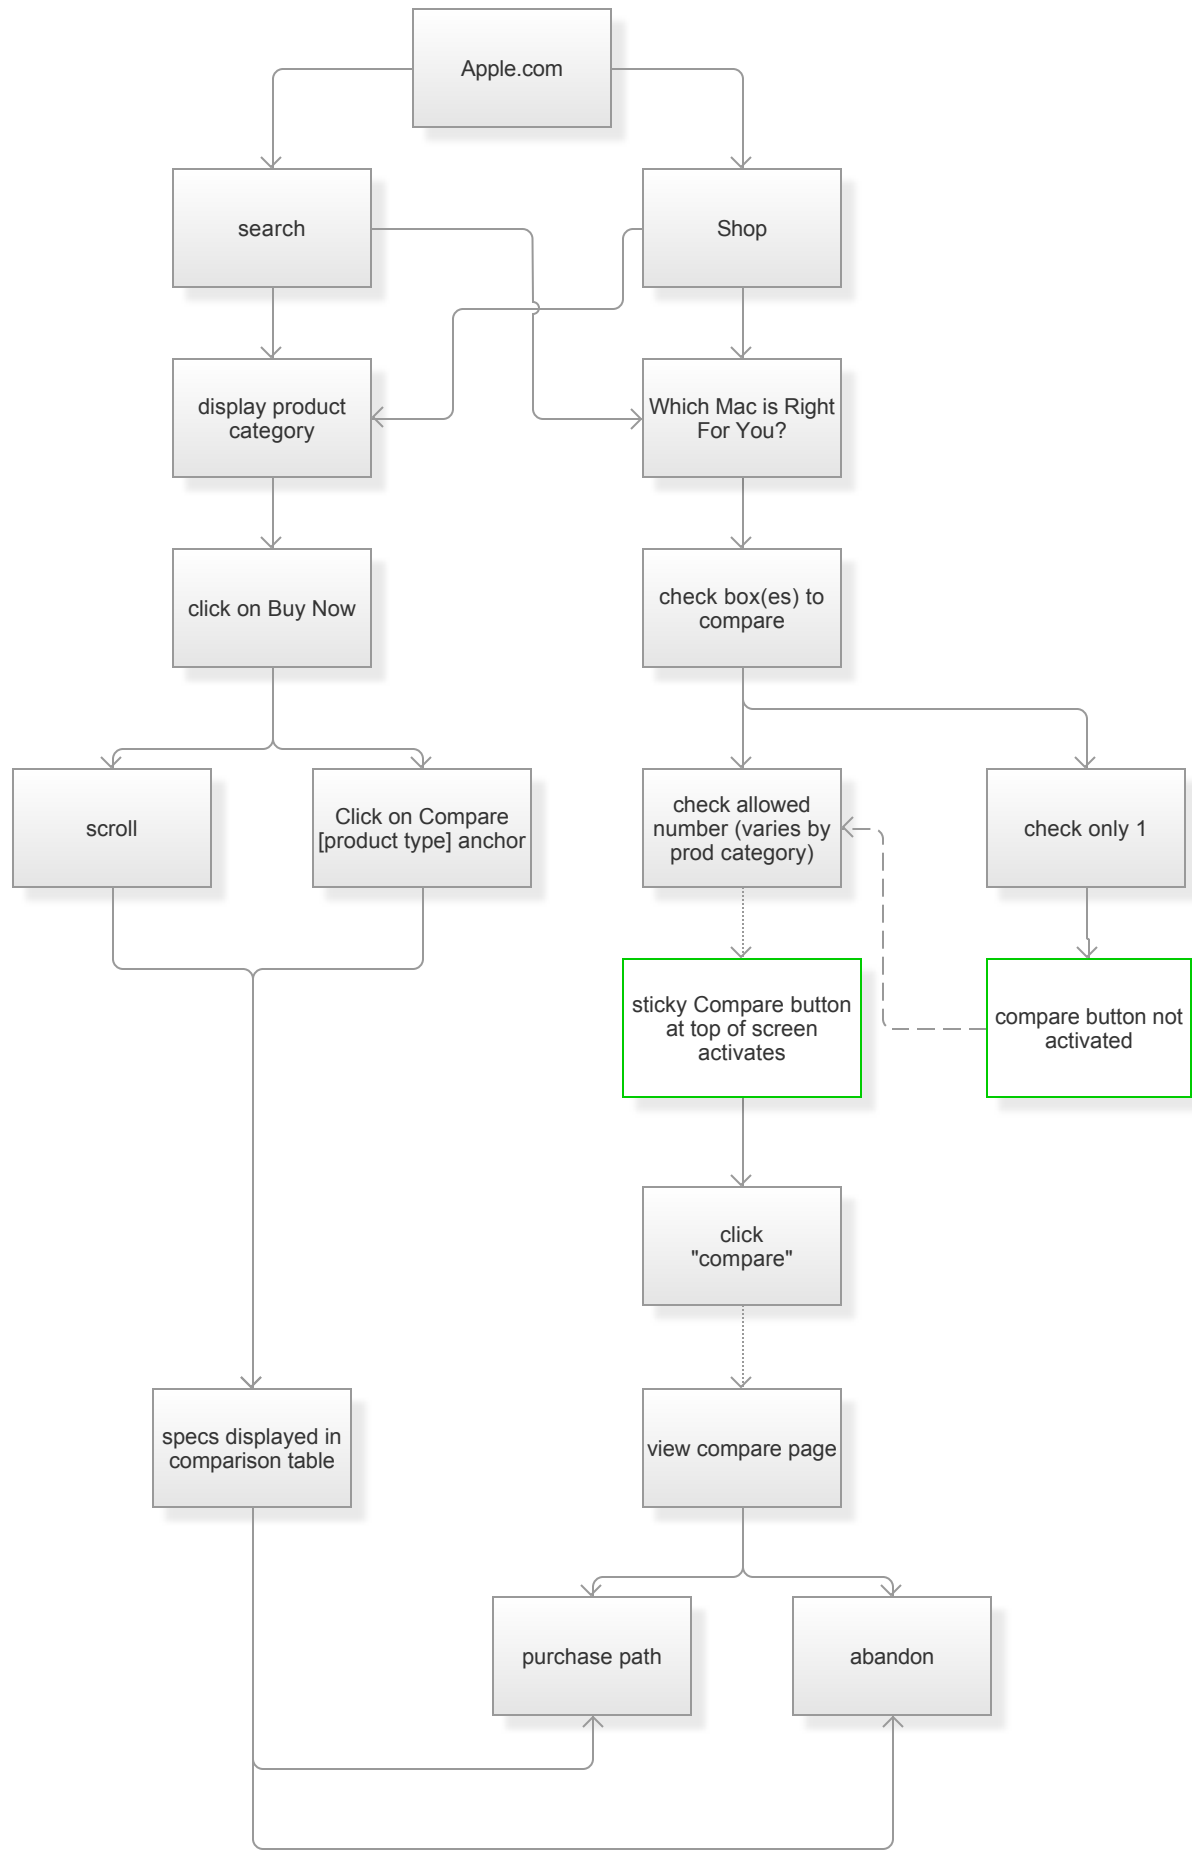 Apple.com
search
Shop
display product
category
Which Mac is Right
For You?
click on Buy Now
check box(es) to
compare
scroll
Click on Compare
[product type] anchor
check allowed
number (varies by
prod category)
check only 1
sticky Compare button
at top of screen
activates
compare button not
activated
click
"compare"
specs displayed in
comparison table
view compare page
purchase path
abandon